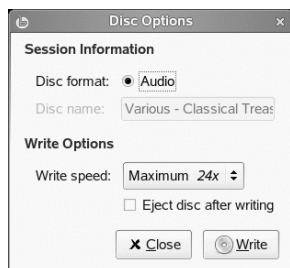 Disc Options
Session Information
Disc format: Audio
Disc name: Various - Classical Treas
Write Options
Write speed: Maximum 24x
Eject disc after writing
Close Write